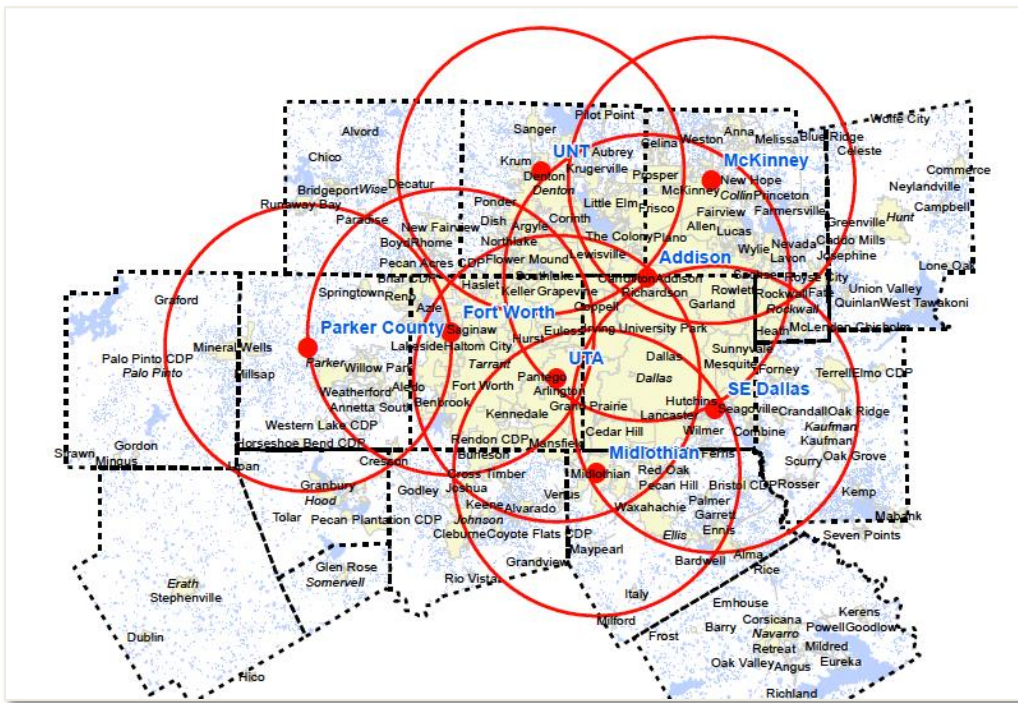 Wolfe City
Pilot Point
Alvord
Sanger
Anna
Weston
Melissa
Blue Ridge
Celina
Celeste
UNT
Aubrey
Chico
Krum
McKinney
Krugerville
Commerce
Denton
Prosper
New Hope
Bridgeport
Wise
Decatur
Denton
McKinney
Collin
Princeton
Neylandville
Runaway Bay
Ponder
Little Elm
Frisco
Fairview
Farmersville
Campbell
Paradise
Dish
Corinth
Allen
Greenville
Hunt
New Fairview
Argyle
Lucas
Boyd
Rhome
Northlake
The Colony
Plano
Wylie
Nevada
Caddo Mills
Pecan Acres CDP
Flower Mound
Lewisville
Addison
Lavon
Josephine
Lone Oak
Briar CDP
Southlake
Addison
Royse City
Haslet
Keller
Grapevine
Richardson
Rowlett
Union Valley
Graford
Springtown
Reno
Rockwall
Fate
Quinlan
West Tawakoni
Azle
Fort Worth
Coppell
Garland
Rockwall
Parker County
Saginaw
Euless
Irving
University Park
Heath
McLendon-Chisholm
Mineral Wells
Lakeside
Haltom City
Hurst
Sunnyvale
Palo Pinto CDP
Parker
Willow Park
Tarrant
UTA
Dallas
Mesquite
Forney
Palo Pinto
Millsap
Pantego
Dallas
Terrell
Elmo CDP
Weatherford
Aledo
Fort Worth
Arlington
SE Dallas
Annetta South
Benbrook
Grand Prairie
Hutchins
Seagoville
Crandall
Oak Ridge
Western Lake CDP
Kennedale
Lancaster
Kaufman
Cedar Hill
Wilmer
Combine
Gordon
Horseshoe Bend CDP
Rendon CDP
Mansfield
Kaufman
Strawn
Mingus
Lipan
Cresson
Burleson
Midlothian
Ferris
Scurry
Oak Grove
Cross Timber
Midlothian
Red Oak
Granbury
Godley
Joshua
Pecan Hill
Bristol CDP
Rosser
Kemp
Hood
Keene
Venus
Palmer
Tolar
Pecan Plantation CDP
Johnson
Alvarado
Waxahachie
Garrett
Mabank
Cleburne
Coyote Flats CDP
Ellis
Ennis
Seven Points
Maypearl
Alma
Glen Rose
Grandview
Bardwell
Rice
Erath
Somervell
Rio Vista
Stephenville
Italy
Emhouse
Kerens
Milford
Corsicana
Dublin
Frost
Barry
Navarro
Powell
Goodlow
Retreat
Mildred
Oak Valley
Angus
Eureka
Hico
Richland